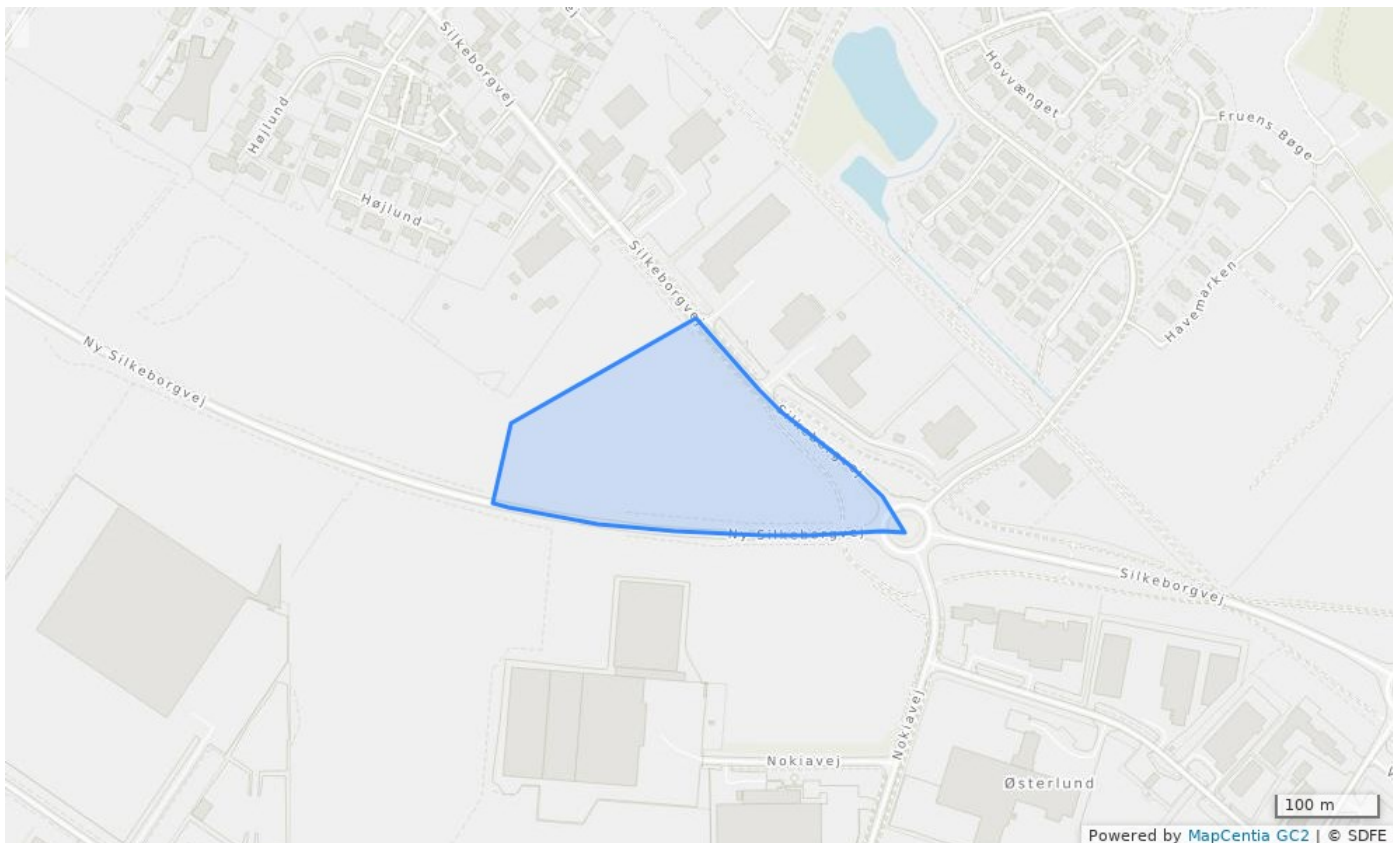 ej
Silkeborgvej
Hovvænget
Højlund
Fruens Bøge
Højlund
Silkeborgvej
Havemarken
Ny Silkeborgvej
Silkeborgvej
Ny Silkeborgvej
Silkeborgvej
Nokiavej
Nokiavej
Østerlund
100 m
Powered by MapCentia GC2 | © SDFE